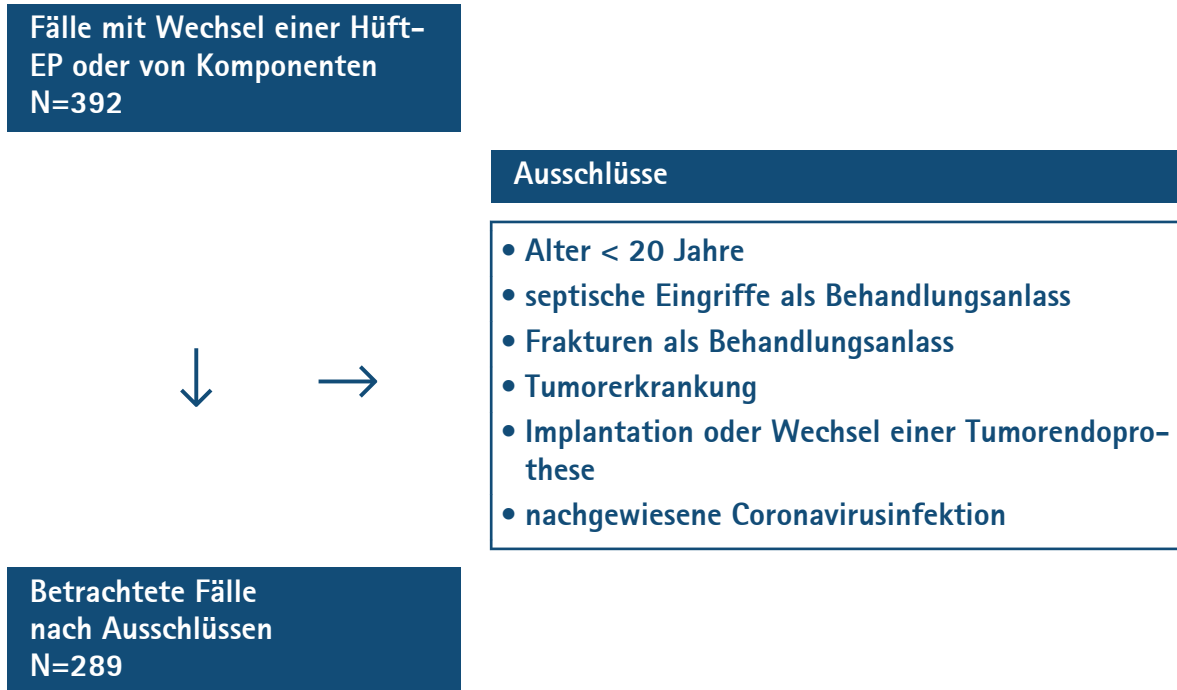 Fälle mit Wechsel einer Hüft-
EP oder von Komponenten
N=392
Ausschlüsse
• Alter < 20 Jahre
• septische Eingriffe als Behandlungsanlass
• Frakturen als Behandlungsanlass
• Tumorerkrankung
• Implantation oder Wechsel einer Tumorendopro-
these
• nachgewiesene Coronavirusinfektion
Betrachtete Fälle
nach Ausschlüssen
N=289